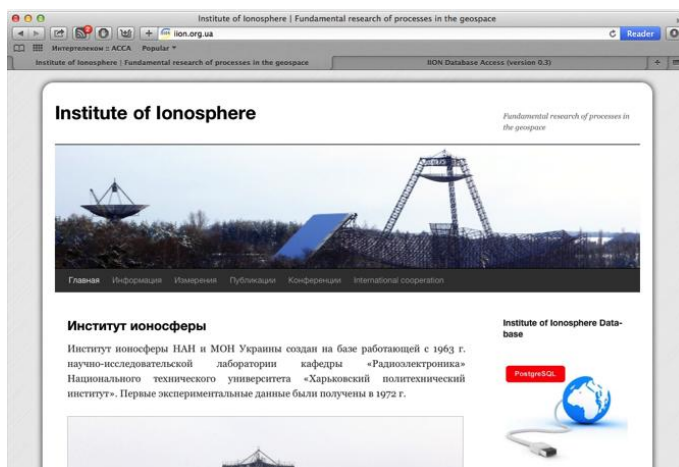 Institute of Ionosphere | Fundamental research of processes in the geospace
iion.org.ua
Reader
Интертелеком :: ACCA Popular
Institute of Ionosphere | Fundamental research of processes in the geospace
IION Database Access (version 0.3)
Institute of Ionosphere
Fundamental research of processes in
the geospace
Главная Информация Измерения Публикации Конференции International cooperation
Институт ионосферы
Институт ионосферы НАН и МОН Украины создан на базе работающей с 1963 г.
научно-исследовательской лаборатории кафедры «Радиоэлектроника»
Национального технического университета «Харьковский политехнический
институт». Первые экспериментальные данные были получены в 1972 г.
Institute of Ionosphere Data-
base
PostgreSQL